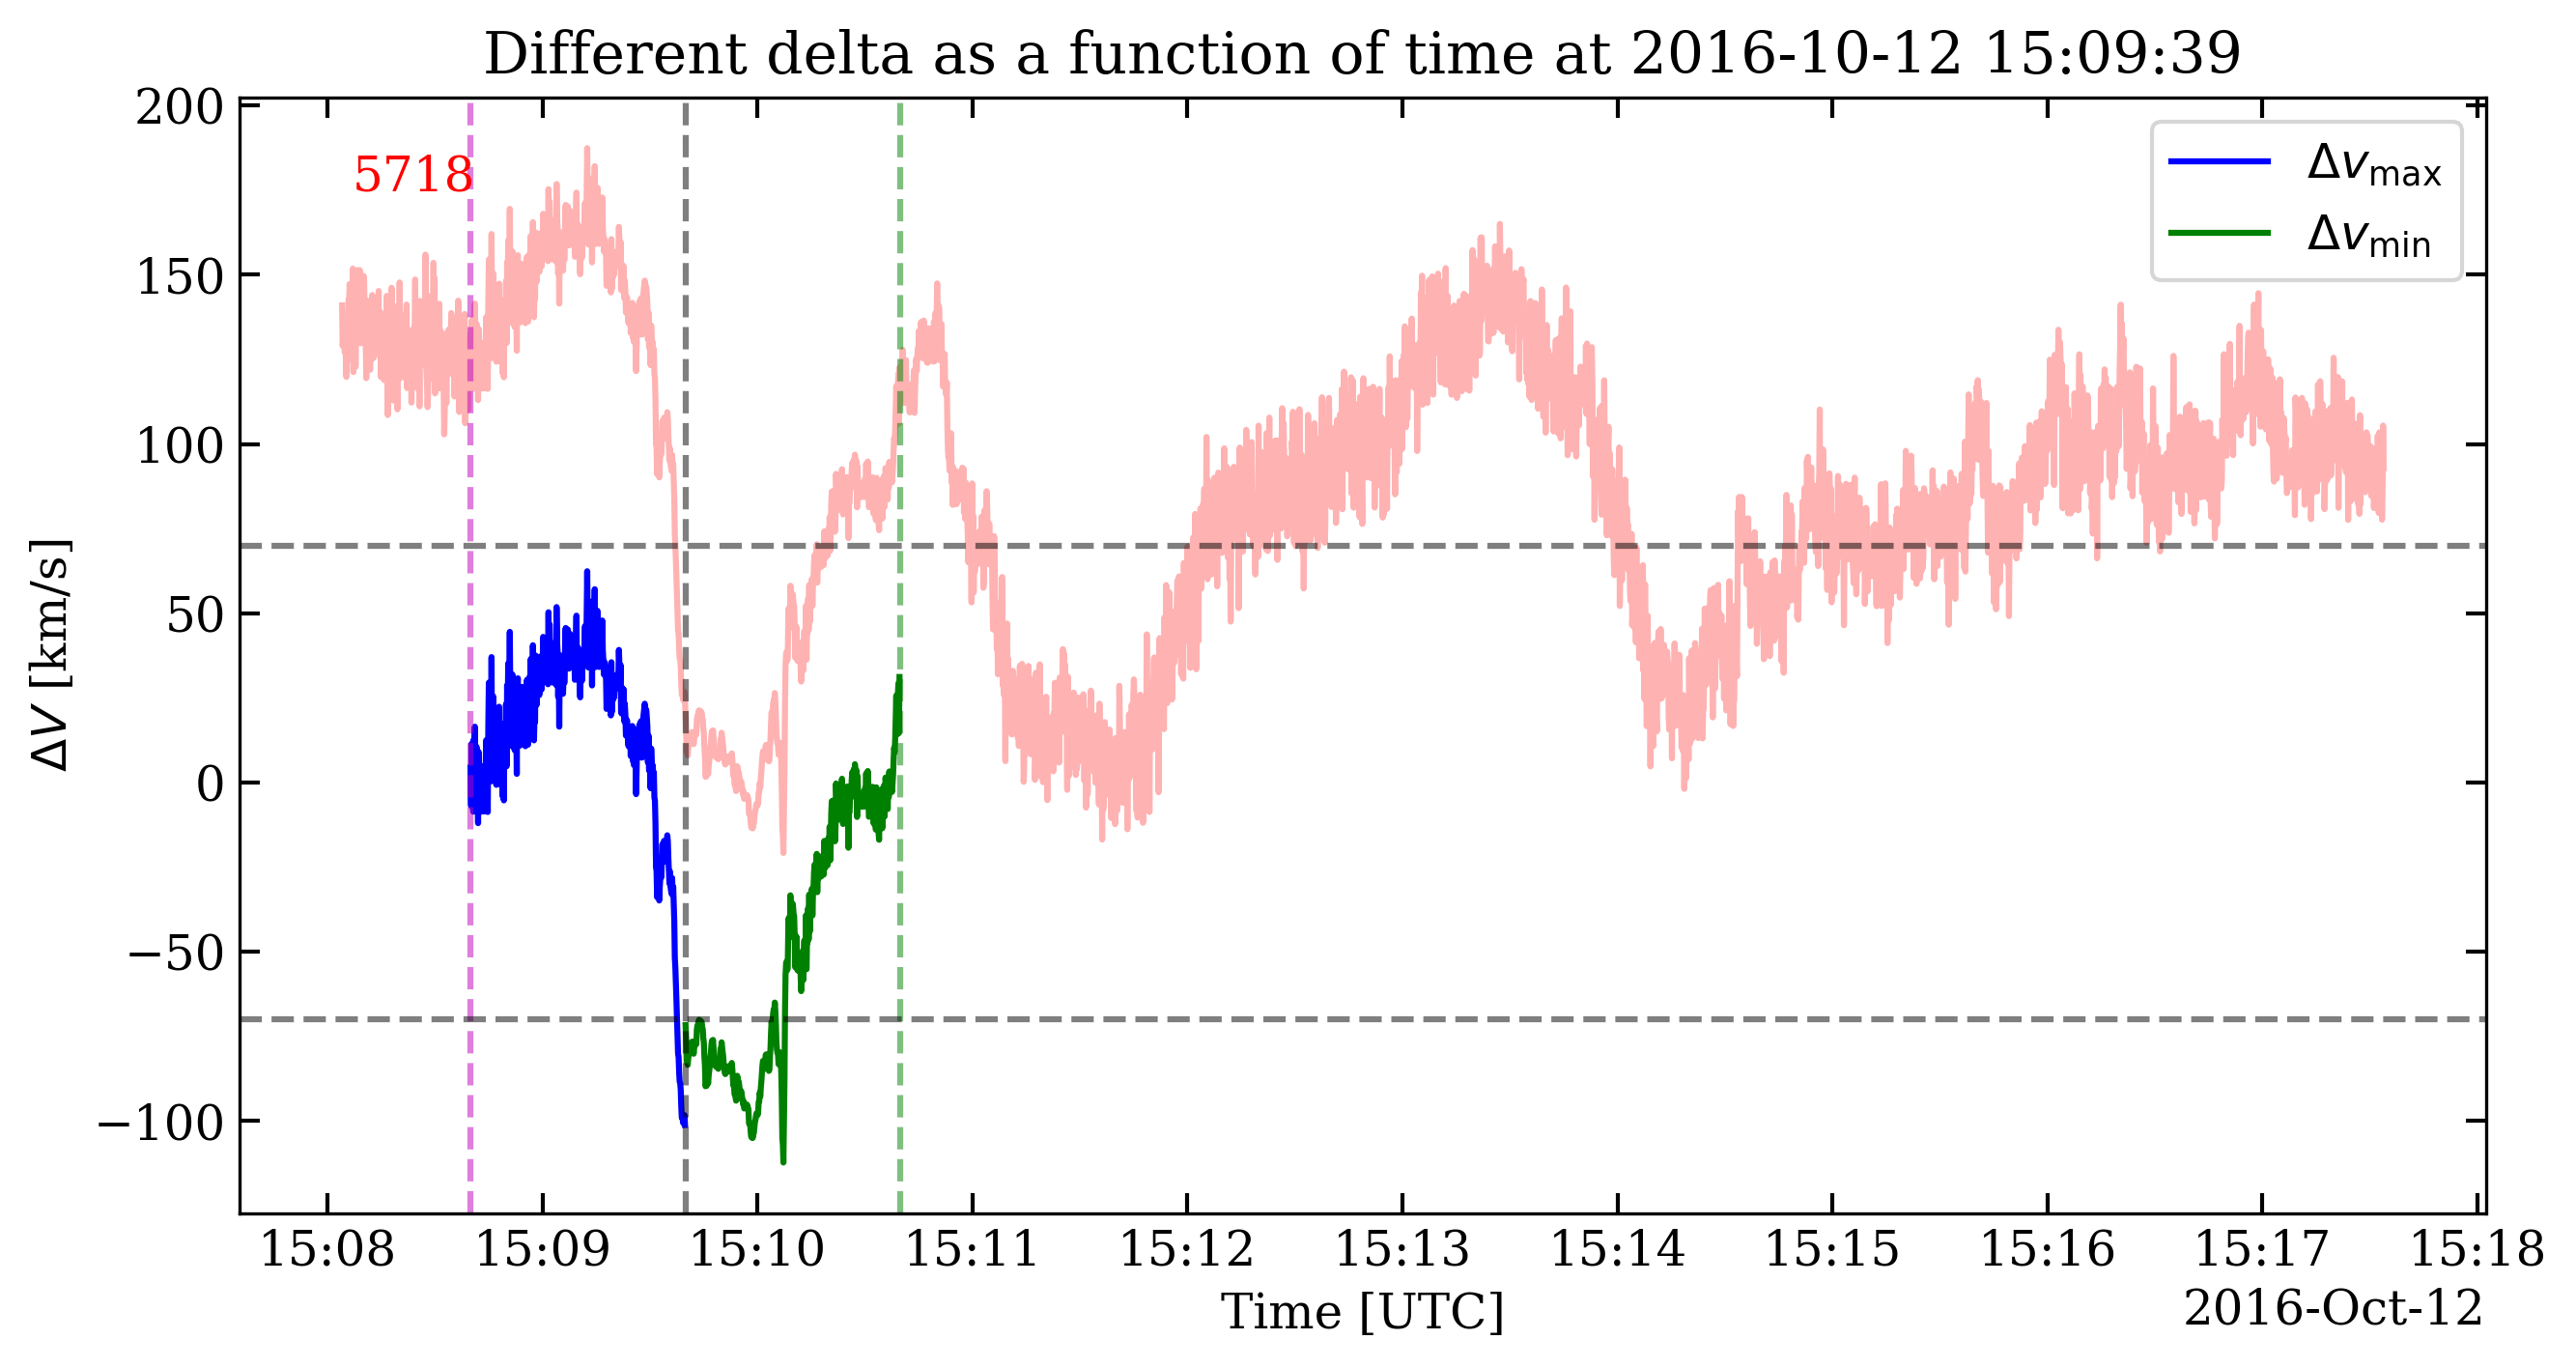 Different delta as a function of time at 2016-10-12 15:09:39
200
150
100
50
0
−50
−100
ΔV [km/s]
5718
Δv_max
Δv_min
15:08 15:09 15:10 15:11 15:12 15:13 15:14 15:15 15:16 15:17 15:18
Time [UTC]
2016-Oct-12